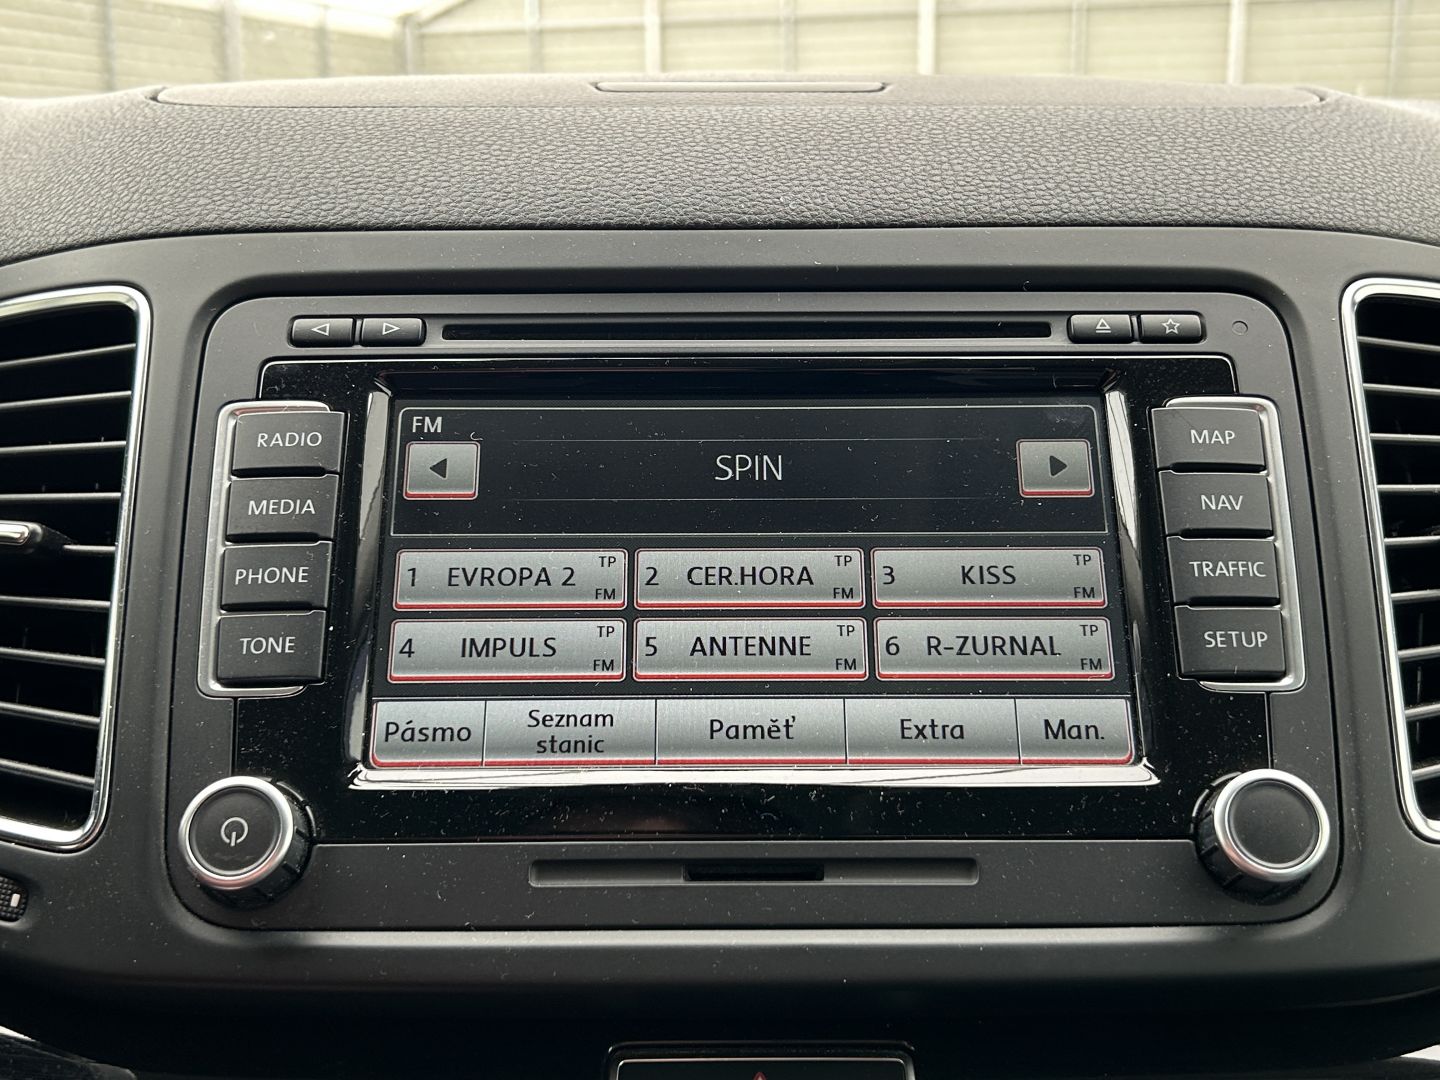 RADIO
MEDIA
PHONE
TONE
FM
SPIN
1 EVROPA 2 TP FM
2 CER.HORA TP FM
3 KISS TP FM
4 IMPULS TP FM
5 ANTENNE TP FM
6 R-ZURNAL TP FM
Pásmo
Seznam
stanic
Paměť
Extra
Man.
MAP
NAV
TRAFFIC
SETUP